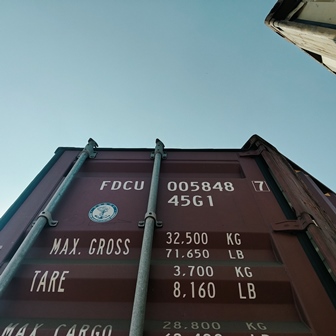 FDCU 005848 7
45G1
MAX. GROSS 32,500 KG
71,650 LB
TARE 3,700 KG
8,160 LB
MAX. CARGO 28,800 KG